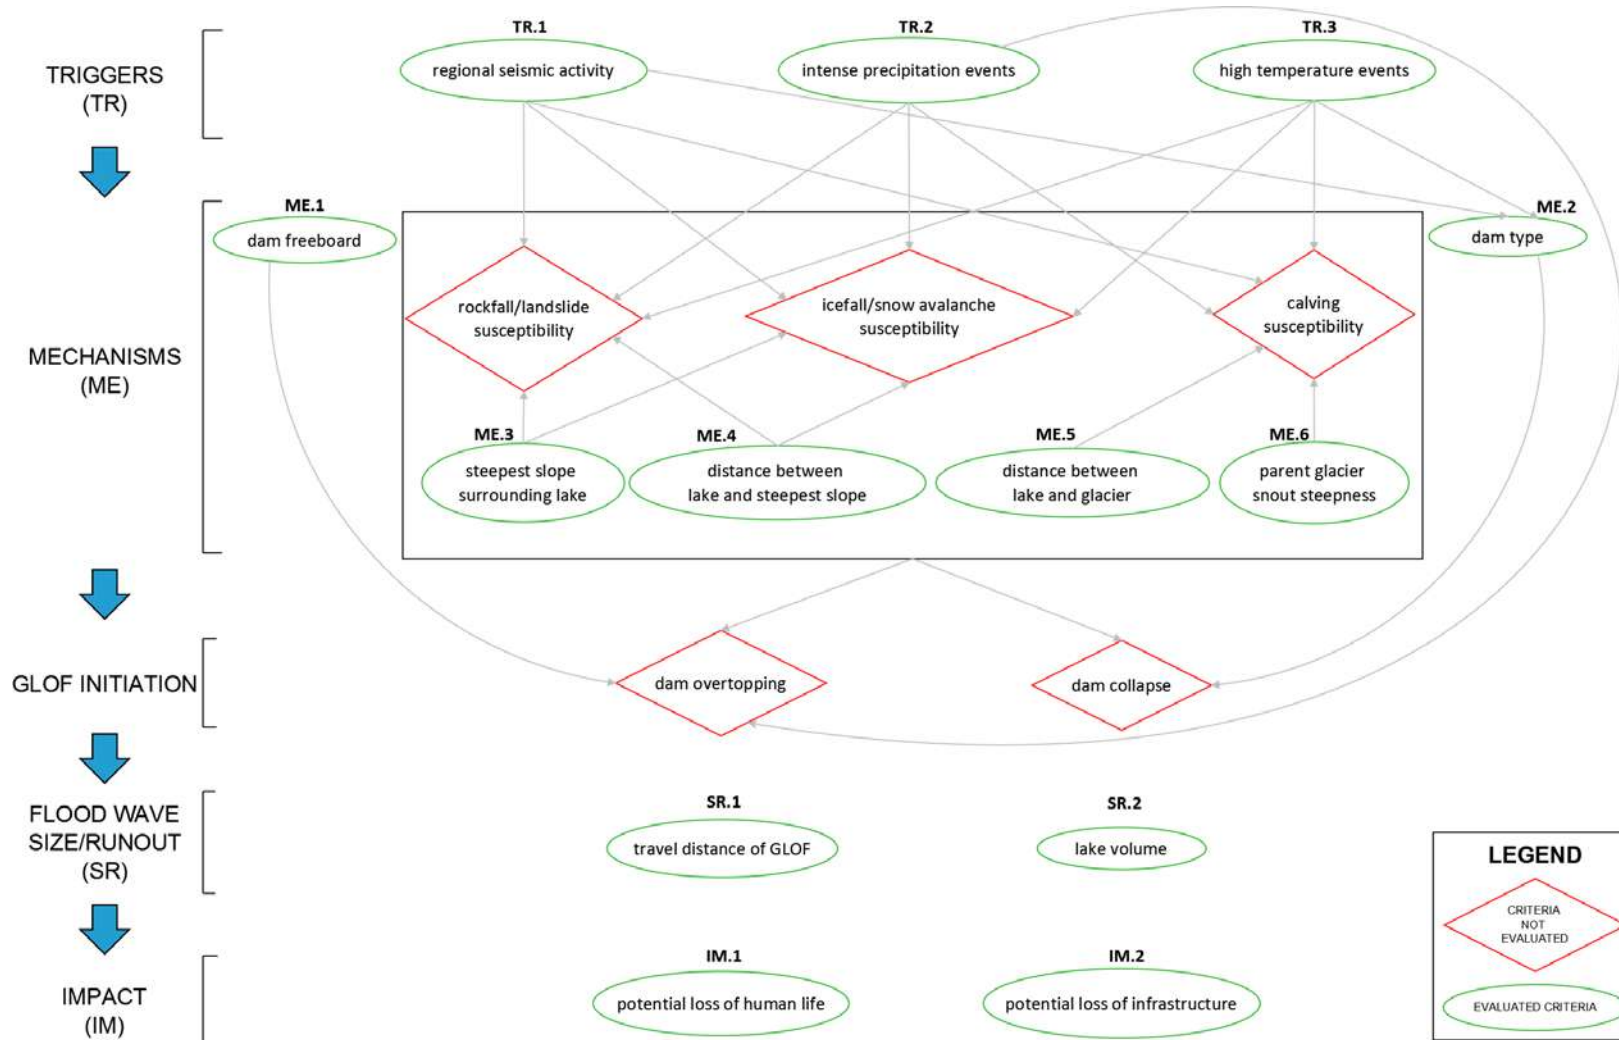 TR.1
TR.2
TR.3
TRIGGERS
(TR)
regional seismic activity
intense precipitation events
high temperature events
ME.1
ME.2
dam freeboard
dam type
MECHANISMS
(ME)
rockfall/landslide
susceptibility
icefall/snow avalanche
susceptibility
calving
susceptibility
ME.3
ME.4
ME.5
ME.6
steepest slope
surrounding lake
distance between
lake and steepest slope
distance between
lake and glacier
parent glacier
snout steepness
GLOF INITIATION
dam overtopping
dam collapse
FLOOD WAVE
SIZE/RUNOUT
(SR)
SR.1
SR.2
travel distance of GLOF
lake volume
IMPACT
(IM)
IM.1
IM.2
potential loss of human life
potential loss of infrastructure
LEGEND
CRITERIA
NOT
EVALUATED
EVALUATED CRITERIA